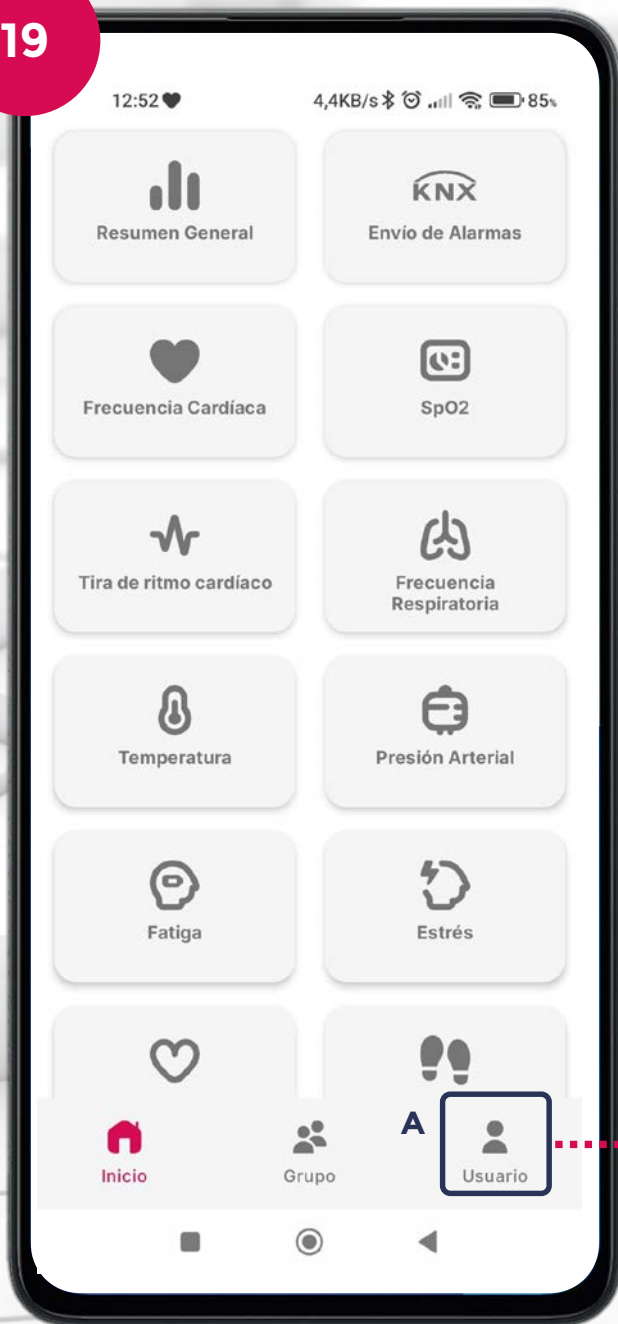 19
12:52
4,4KB/s 85%
Resumen General
KNX
Envío de Alarmas
Frecuencia Cardíaca
SpO2
Tira de ritmo cardíaco
Frecuencia
Respiratoria
Temperatura
Presión Arterial
Fatiga
Estrés
A
Inicio
Grupo
Usuario